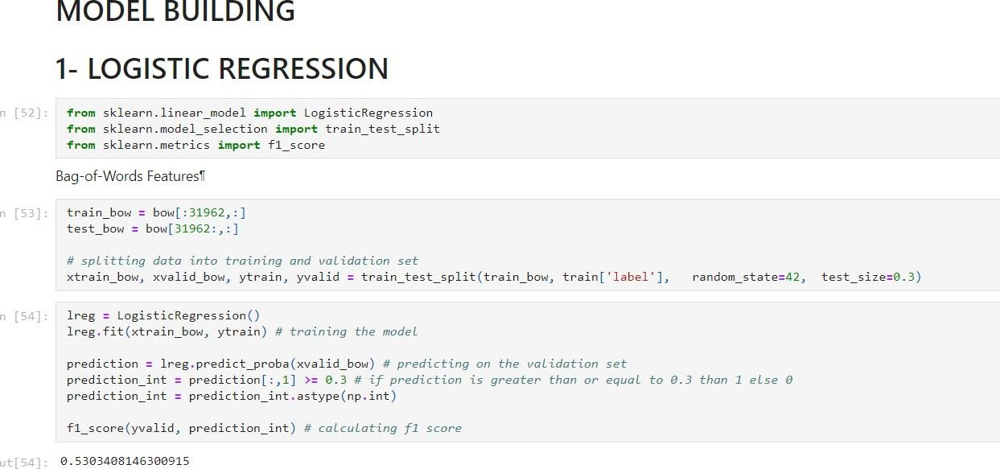 MODEL BUILDING
1- LOGISTIC REGRESSION
n [52]:
from sklearn.linear_model import LogisticRegression
from sklearn.model_selection import train_test_split
from sklearn.metrics import f1_score
Bag-of-Words Features¶
n [53]:
train_bow = bow[:31962,:]
test_bow = bow[31962:,:]
# splitting data into training and validation set
xtrain_bow, xvalid_bow, ytrain, yvalid = train_test_split(train_bow, train['label'],   random_state=42,  test_size=0.3)
n [54]:
lreg = LogisticRegression()
lreg.fit(xtrain_bow, ytrain) # training the model
prediction = lreg.predict_proba(xvalid_bow) # predicting on the validation set
prediction_int = prediction[:,1] >= 0.3 # if prediction is greater than or equal to 0.3 than 1 else 0
prediction_int = prediction_int.astype(np.int)
f1_score(yvalid, prediction_int) # calculating f1 score
ut[54]: 0.5303408146300915